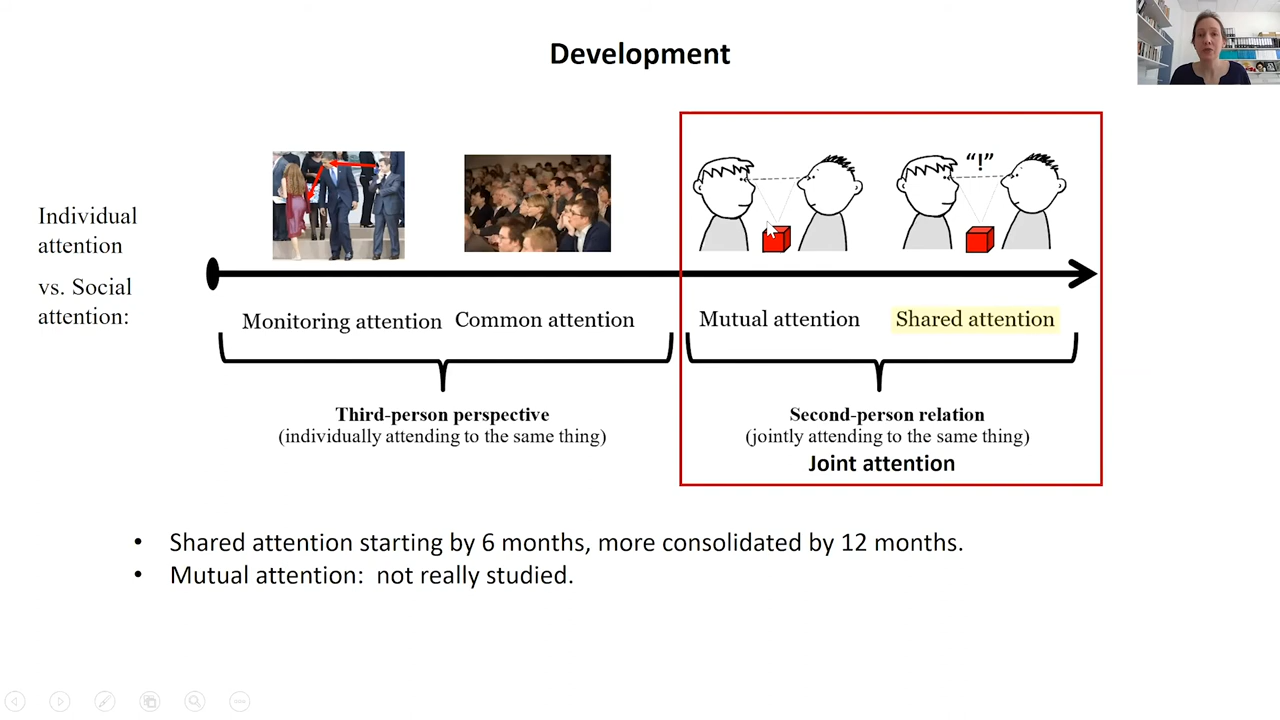 Development
Individual
attention
vs. Social
attention:
“!”
Monitoring attention
Common attention
Mutual attention
Shared attention
Third-person perspective
(individually attending to the same thing)
Second-person relation
(jointly attending to the same thing)
Joint attention
• Shared attention starting by 6 months, more consolidated by 12 months.
• Mutual attention: not really studied.